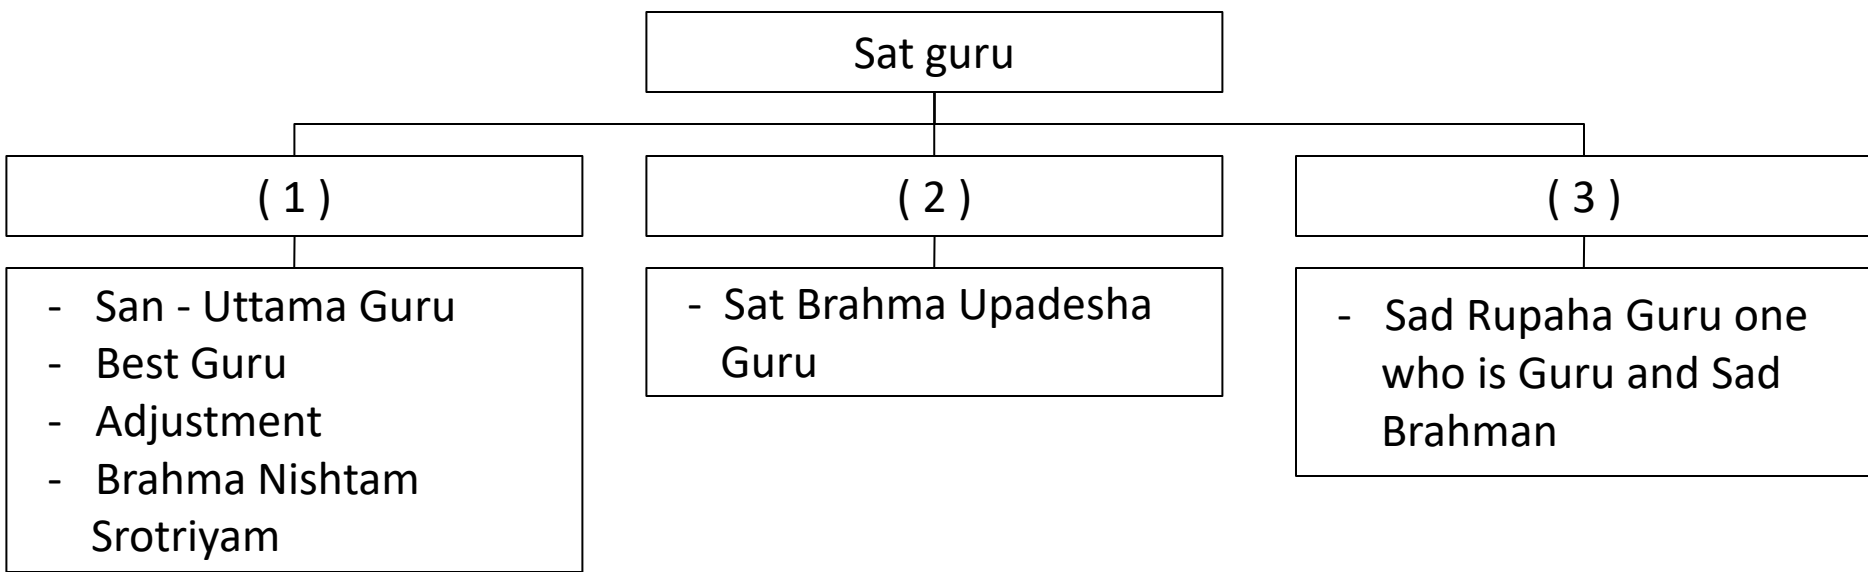 Sat guru
( 1 )
( 2 )
( 3 )
- San - Uttama Guru
- Best Guru
- Adjustment
- Brahma Nishtam
Srotriyam
- Sat Brahma Upadesha
Guru
- Sad Rupaha Guru one
who is Guru and Sad
Brahman